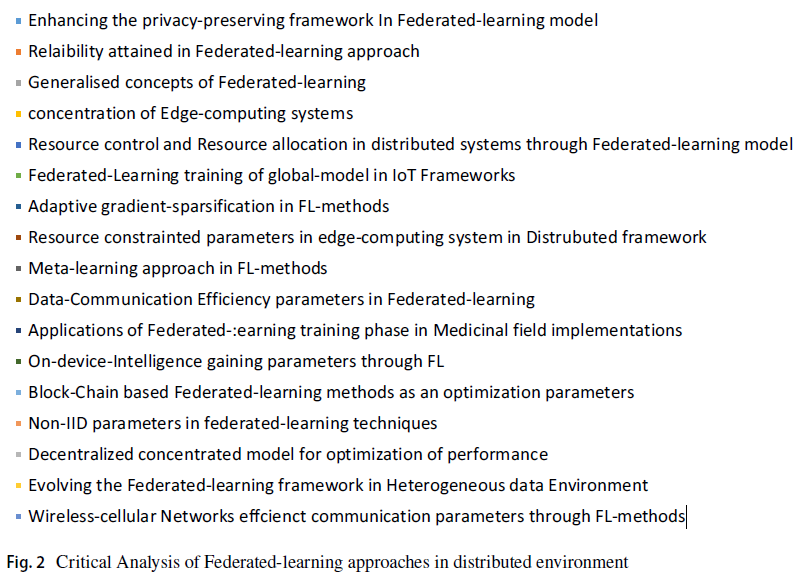 Enhancing the privacy-preserving framework In Federated-learning model
Relaibility attained in Federated-learning approach
Generalised concepts of Federated-learning
concentration of Edge-computing systems
Resource control and Resource allocation in distributed systems through Federated-learning model
Federated-Learning training of global-model in IoT Frameworks
Adaptive gradient-sparsification in FL-methods
Resource constrainted parameters in edge-computing system in Distrubuted framework
Meta-learning approach in FL-methods
Data-Communication Efficiency parameters in Federated-learning
Applications of Federated-:earning training phase in Medicinal field implementations
On-device-Intelligence gaining parameters through FL
Block-Chain based Federated-learning methods as an optimization parameters
Non-IID parameters in federated-learning techniques
Decentralized concentrated model for optimization of performance
Evolving the Federated-learning framework in Heterogeneous data Environment
Wireless-cellular Networks effcienct communication parameters through FL-methods
Fig. 2 Critical Analysis of Federated-learning approaches in distributed environment